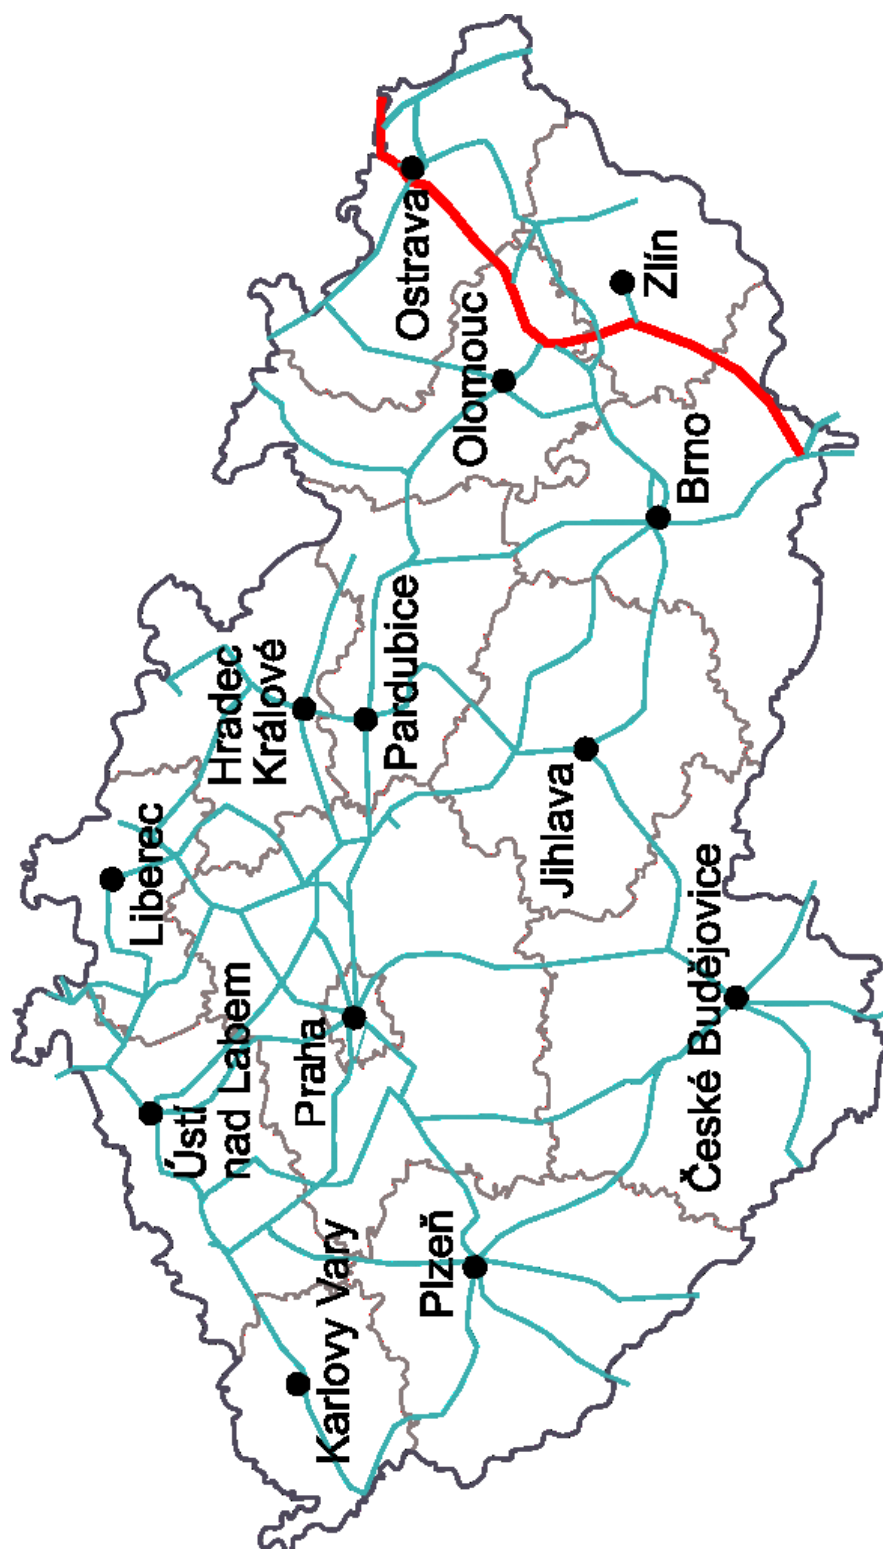 Liberec
Ústí
nad Labem
Karlovy Vary
Praha
Hradec
Králové
Pardubice
Plzeň
Ostrava
Olomouc
Jihlava
Zlín
Brno
České Budějovice